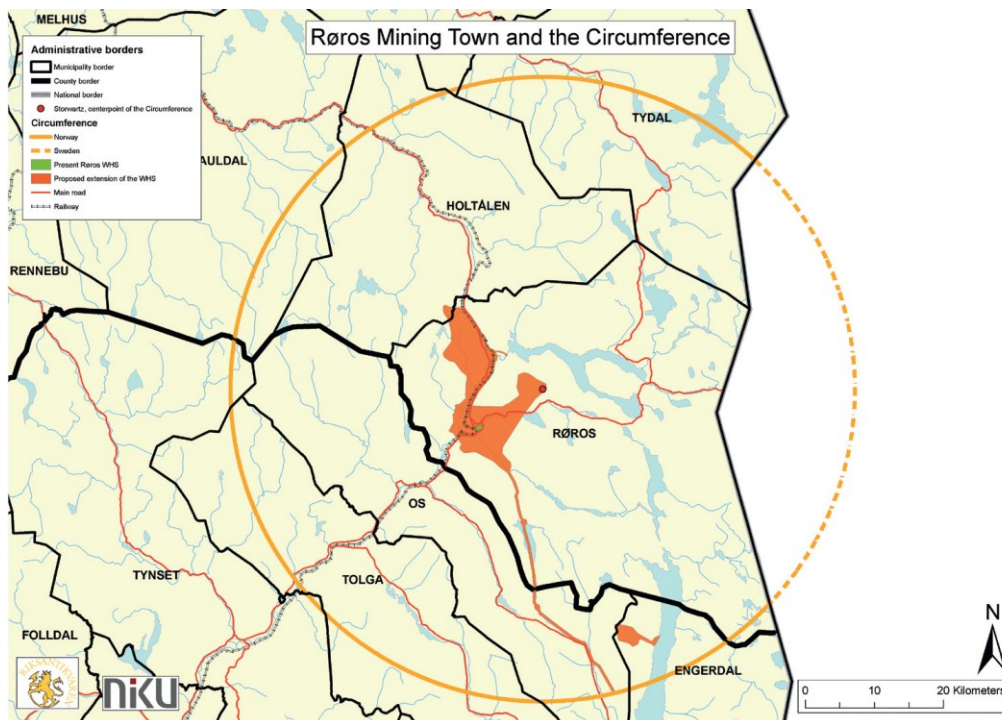 MELHUS
Røros Mining Town and the Circumference
Administrative borders
Municipality border
County border
National border
Storwartz, centerpoint of the Circumference
Circumference
Norway
Sweden
Present Røros WHS
Proposed extension of the WHS
Main road
Railway
TYDAL
AULDAL
HOLTÅLEN
RENNEBU
RØROS
OS
TYNSET
TOLGA
FOLLDAL
ENGERDAL
N
RIKSANTIKVAREN
NIKU
0 10 20 Kilometers